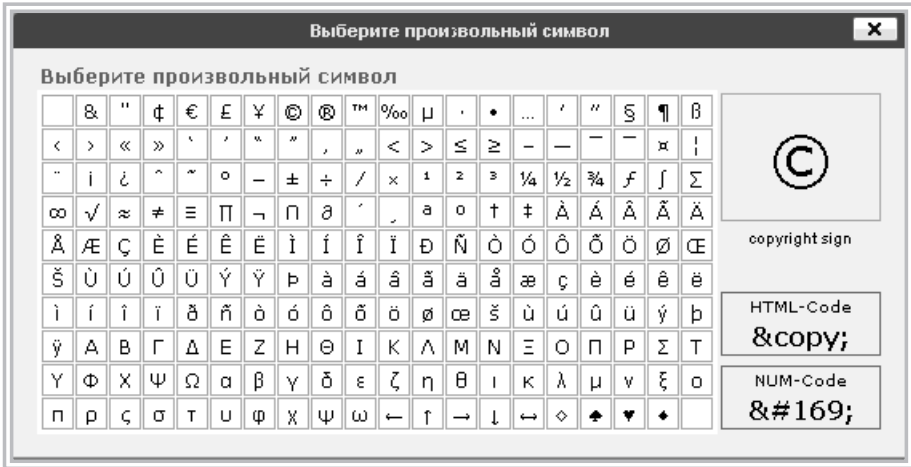 Выберите произвольный символ
×
Выберите произвольный символ
& " ¢ € £ ¥ © ® ™ ‰ µ · • … ′ ″ § ¶ ß
‹ › « » ‘ ’ “ ” ‚ „ < > ≤ ≥ – — ¯ ‾ ¤ ¦
¨ ¡ ¿ ˆ ˜ ° − ± ÷ ⁄ × ¹ ² ³ ¼ ½ ¾ ƒ ∫ ∑
∞ √ ≈ ≠ ≡ ∏ ¬ ∩ ∂ ´ ¸ ª º † ‡ À Á Â Ã Ä
Å Æ Ç È É Ê Ë Ì Í Î Ï Ð Ñ Ò Ó Ô Õ Ö Ø Œ
Š Ù Ú Û Ü Ý Ÿ Þ à á â ã ä å æ ç è é ê ë
ì í î ï ð ñ ò ó ô õ ö ø œ š ù ú û ü ý þ
ÿ Α Β Γ Δ Ε Ζ Η Θ Ι Κ Λ Μ Ν Ξ Ο Π Ρ Σ Τ
Υ Φ Χ Ψ Ω α β γ δ ε ζ η θ ι κ λ μ ν ξ ο
π ρ ς σ τ υ φ χ ψ ω ← ↑ → ↓ ↔ ◊ ♠ ♥ ♦
©
copyright sign
HTML-Code
&copy;
NUM-Code
&#169;